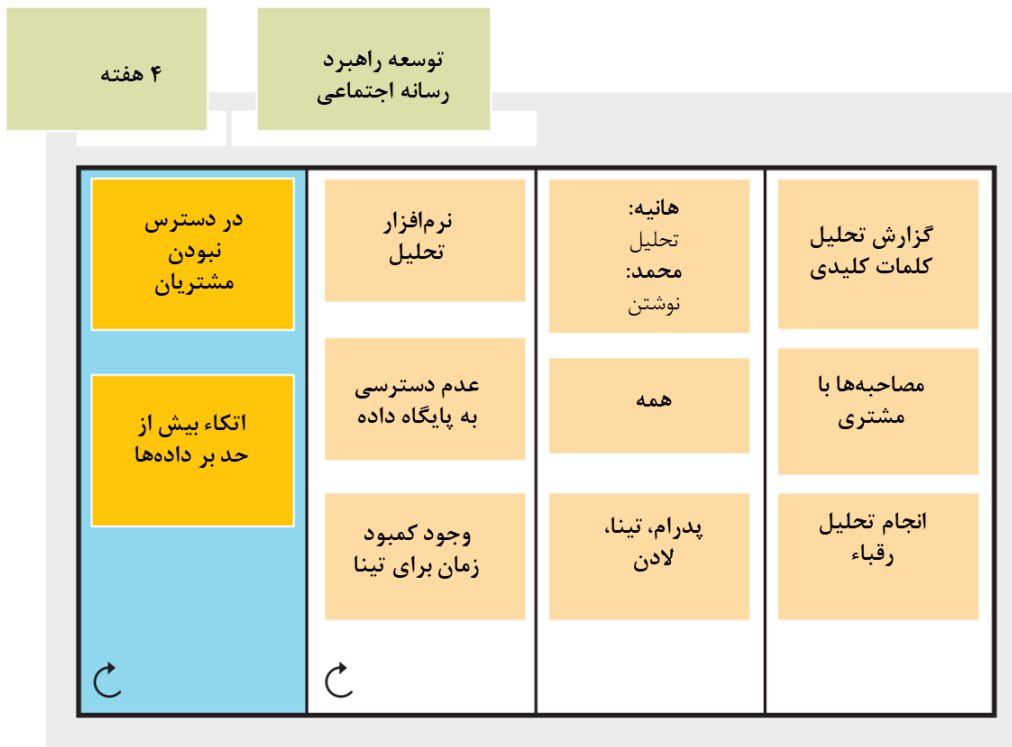 توسعه راهبرد
رسانه اجتماعی
۴ هفته
گزارش تحلیل
کلمات کلیدی
مصاحبه‌ها با
مشتری
انجام تحلیل
رقباء
هانیه:
تحلیل
محمد:
نوشتن
همه
پدرام، تینا،
لادن
نرم‌افزار
تحلیل
عدم دسترسی
به پایگاه داده
وجود کمبود
زمان برای تینا
در دسترس
نبودن
مشتریان
اتکاء بیش از
حد بر داده‌ها